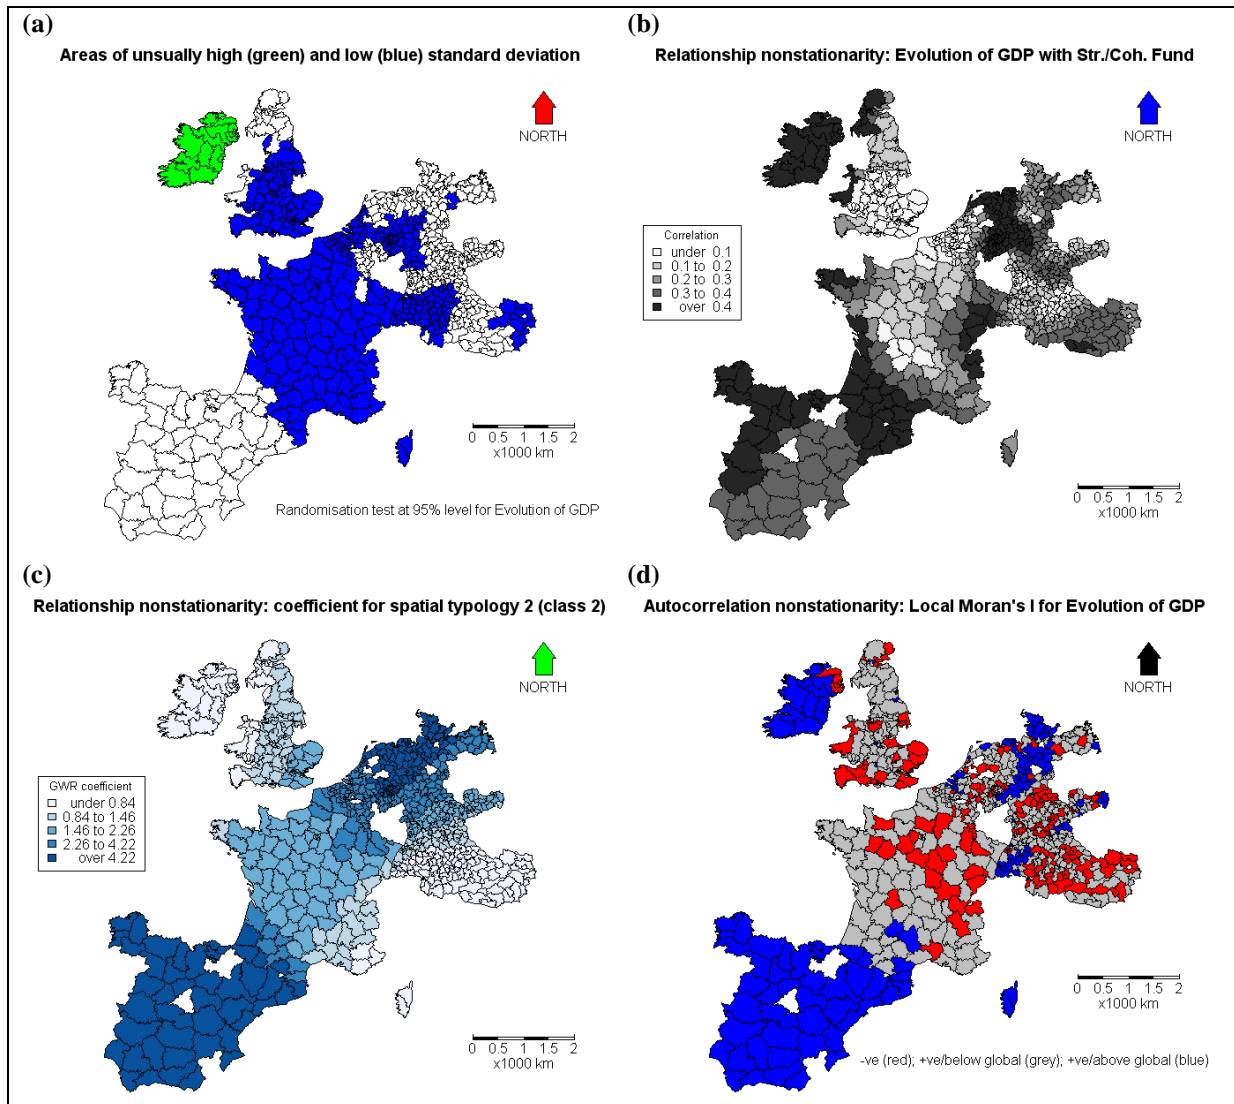 (a)
Areas of unsually high (green) and low (blue) standard deviation
NORTH
0 0.5 1 1.5 2
x1000 km
Randomisation test at 95% level for Evolution of GDP
(b)
Relationship nonstationarity: Evolution of GDP with Str./Coh. Fund
NORTH
Correlation
under 0.1
0.1 to 0.2
0.2 to 0.3
0.3 to 0.4
over 0.4
0 0.5 1 1.5 2
x1000 km
(c)
Relationship nonstationarity: coefficient for spatial typology 2 (class 2)
NORTH
GWR coefficient
under 0.84
0.84 to 1.46
1.46 to 2.26
2.26 to 4.22
over 4.22
0 0.5 1 1.5 2
x1000 km
(d)
Autocorrelation nonstationarity: Local Moran's I for Evolution of GDP
NORTH
0 0.5 1 1.5 2
x1000 km
-ve (red); +ve/below global (grey); +ve/above global (blue)